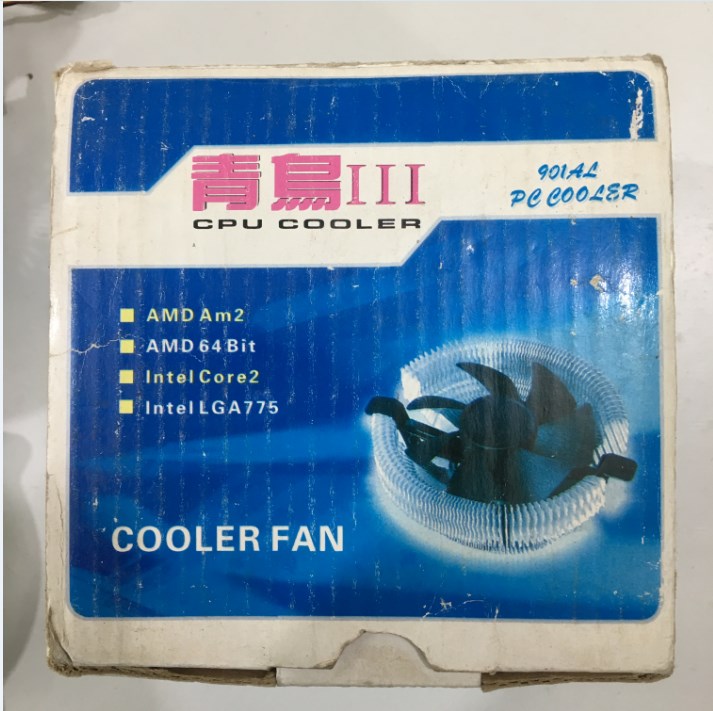 青鳥III
CPU COOLER
901AL
PC COOLER
AMD Am2
AMD 64 Bit
Intel Core2
Intel LGA775
COOLER FAN